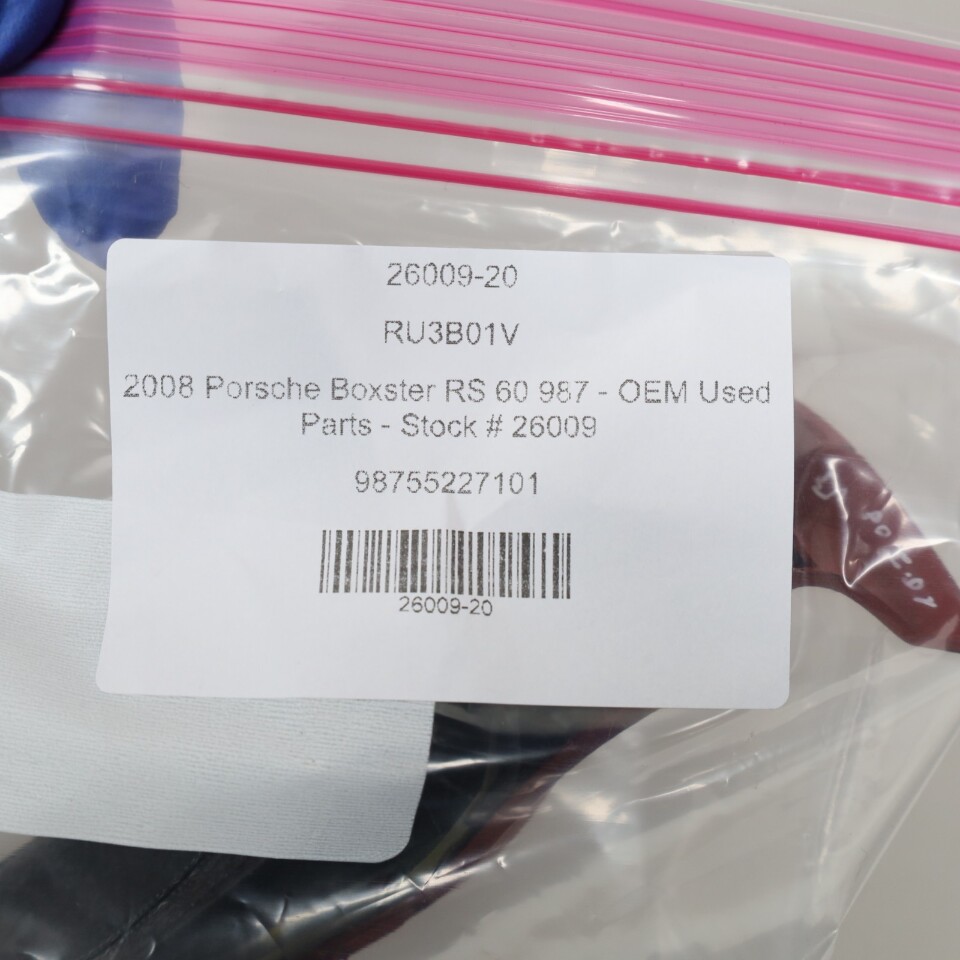 26009-20
RU3B01V
2008 Porsche Boxster RS 60 987 - OEM Used
Parts - Stock # 26009
98755227101
26009-20